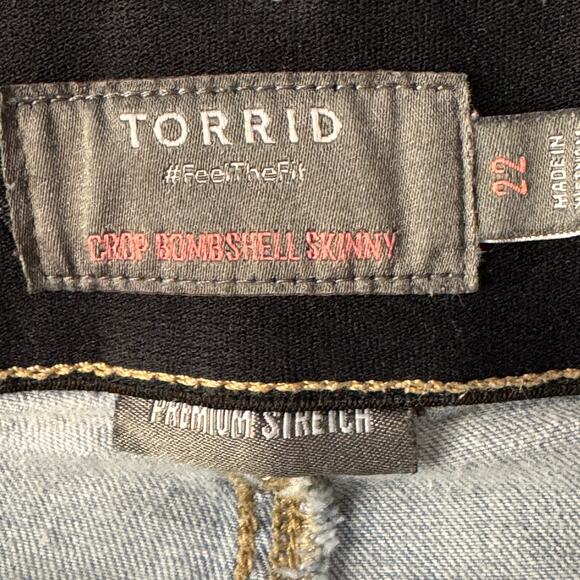 TORRID
#FeelTheFit
CROP BOMBSHELL SKINNY
22
MADE IN
PREMIUM STRETCH